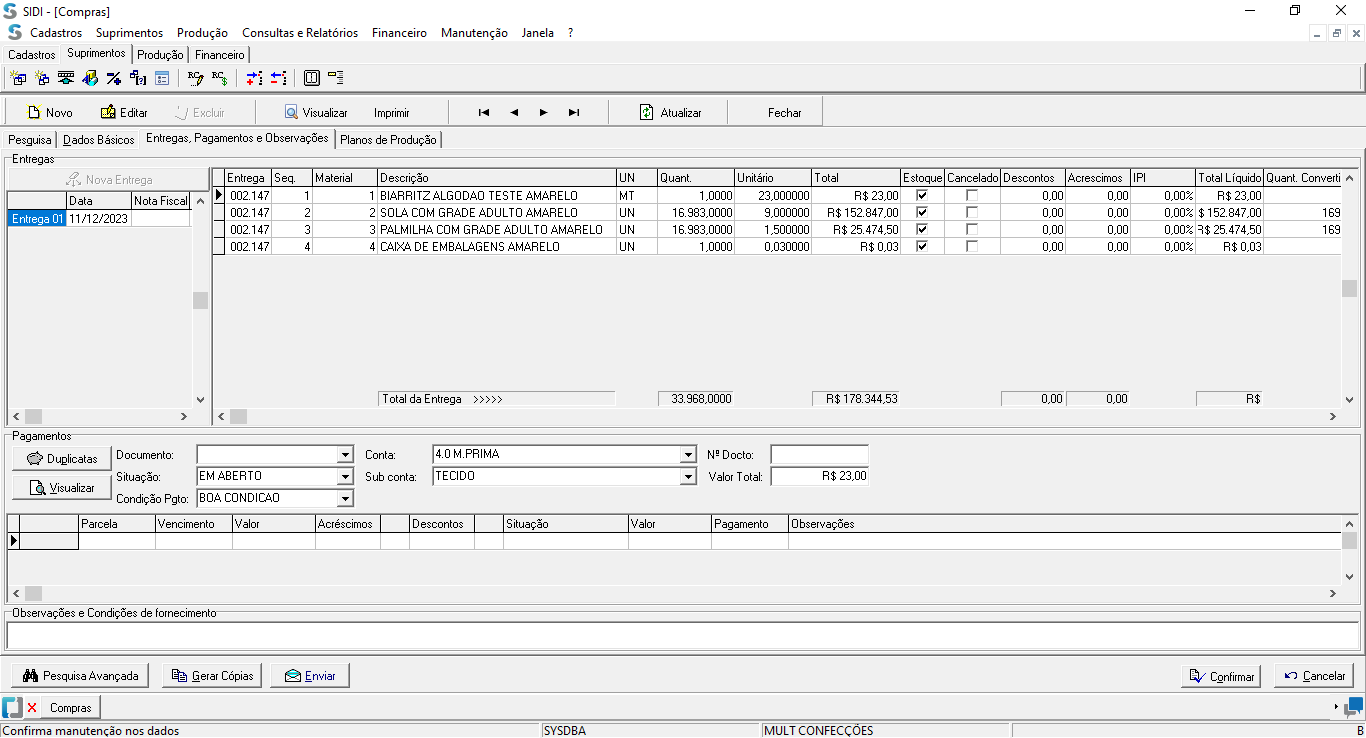 SIDI - [Compras]
Cadastros Suprimentos Produção Consultas e Relatórios Financeiro Manutenção Janela ?
Cadastros Suprimentos Produção Financeiro
Novo Editar Excluir Visualizar Imprimir Atualizar Fechar
Pesquisa Dados Básicos Entregas, Pagamentos e Observações Planos de Produção
Entregas
Nova Entrega
Data Nota Fiscal
Entrega 01 11/12/2023
Entrega Seq. Material Descrição UN Quant. Unitário Total Estoque Cancelado Descontos Acrescimos IPI Total Líquido Quant. Converti
002.147 1 1 BIARRITZ ALGODAO TESTE AMARELO MT 1,0000 23,000000 R$ 23,00 0,00 0,00 0,00% R$ 23,00
002.147 2 2 SOLA COM GRADE ADULTO AMARELO UN 16.983,0000 9,000000 R$ 152.847,00 0,00 0,00 0,00% $ 152.847,00 169
002.147 3 3 PALMILHA COM GRADE ADULTO AMARELO UN 16.983,0000 1,500000 R$ 25.474,50 0,00 0,00 0,00% R$ 25.474,50 169
002.147 4 4 CAIXA DE EMBALAGENS AMARELO UN 1,0000 0,030000 R$ 0,03 0,00 0,00 0,00% R$ 0,03
Total da Entrega >>>>> 33.968,0000 R$ 178.344,53 0,00 0,00 R$
Pagamentos
Duplicatas Documento: Conta: 4.0 M.PRIMA Nº Docto:
Visualizar Situação: EM ABERTO Sub conta: TECIDO Valor Total: R$ 23,00
Condição Pgto: BOA CONDICAO
Parcela Vencimento Valor Acréscimos Descontos Situação Valor Pagamento Observações
Observações e Condições de fornecimento
Pesquisa Avançada Gerar Cópias Enviar Confirmar Cancelar
Compras
Confirma manutenção nos dados SYSDBA MULT CONFECÇÕES B